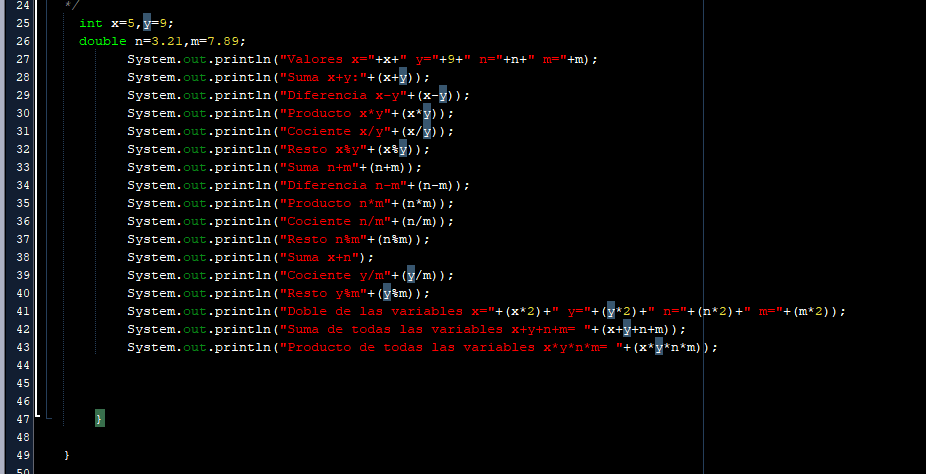 24 */
25 int x=5,y=9;
26 double n=3.21,m=7.89;
27 System.out.println("Valores x="+x+" y="+9+" n="+n+" m="+m);
28 System.out.println("Suma x+y:"+(x+y));
29 System.out.println("Diferencia x-y"+(x-y));
30 System.out.println("Producto x*y"+(x*y));
31 System.out.println("Cociente x/y"+(x/y));
32 System.out.println("Resto x%y"+(x%y));
33 System.out.println("Suma n+m"+(n+m));
34 System.out.println("Diferencia n-m"+(n-m));
35 System.out.println("Producto n*m"+(n*m));
36 System.out.println("Cociente n/m"+(n/m));
37 System.out.println("Resto n%m"+(n%m));
38 System.out.println("Suma x+n");
39 System.out.println("Cociente y/m"+(y/m));
40 System.out.println("Resto y%m"+(y%m));
41 System.out.println("Doble de las variables x="+(x*2)+" y="+(y*2)+" n="+(n*2)+" m="+(m*2));
42 System.out.println("Suma de todas las variables x+y+n+m= "+(x+y+n+m));
43 System.out.println("Producto de todas las variables x*y*n*m= "+(x*y*n*m));
44
45
46
47 }
48
49 }
50